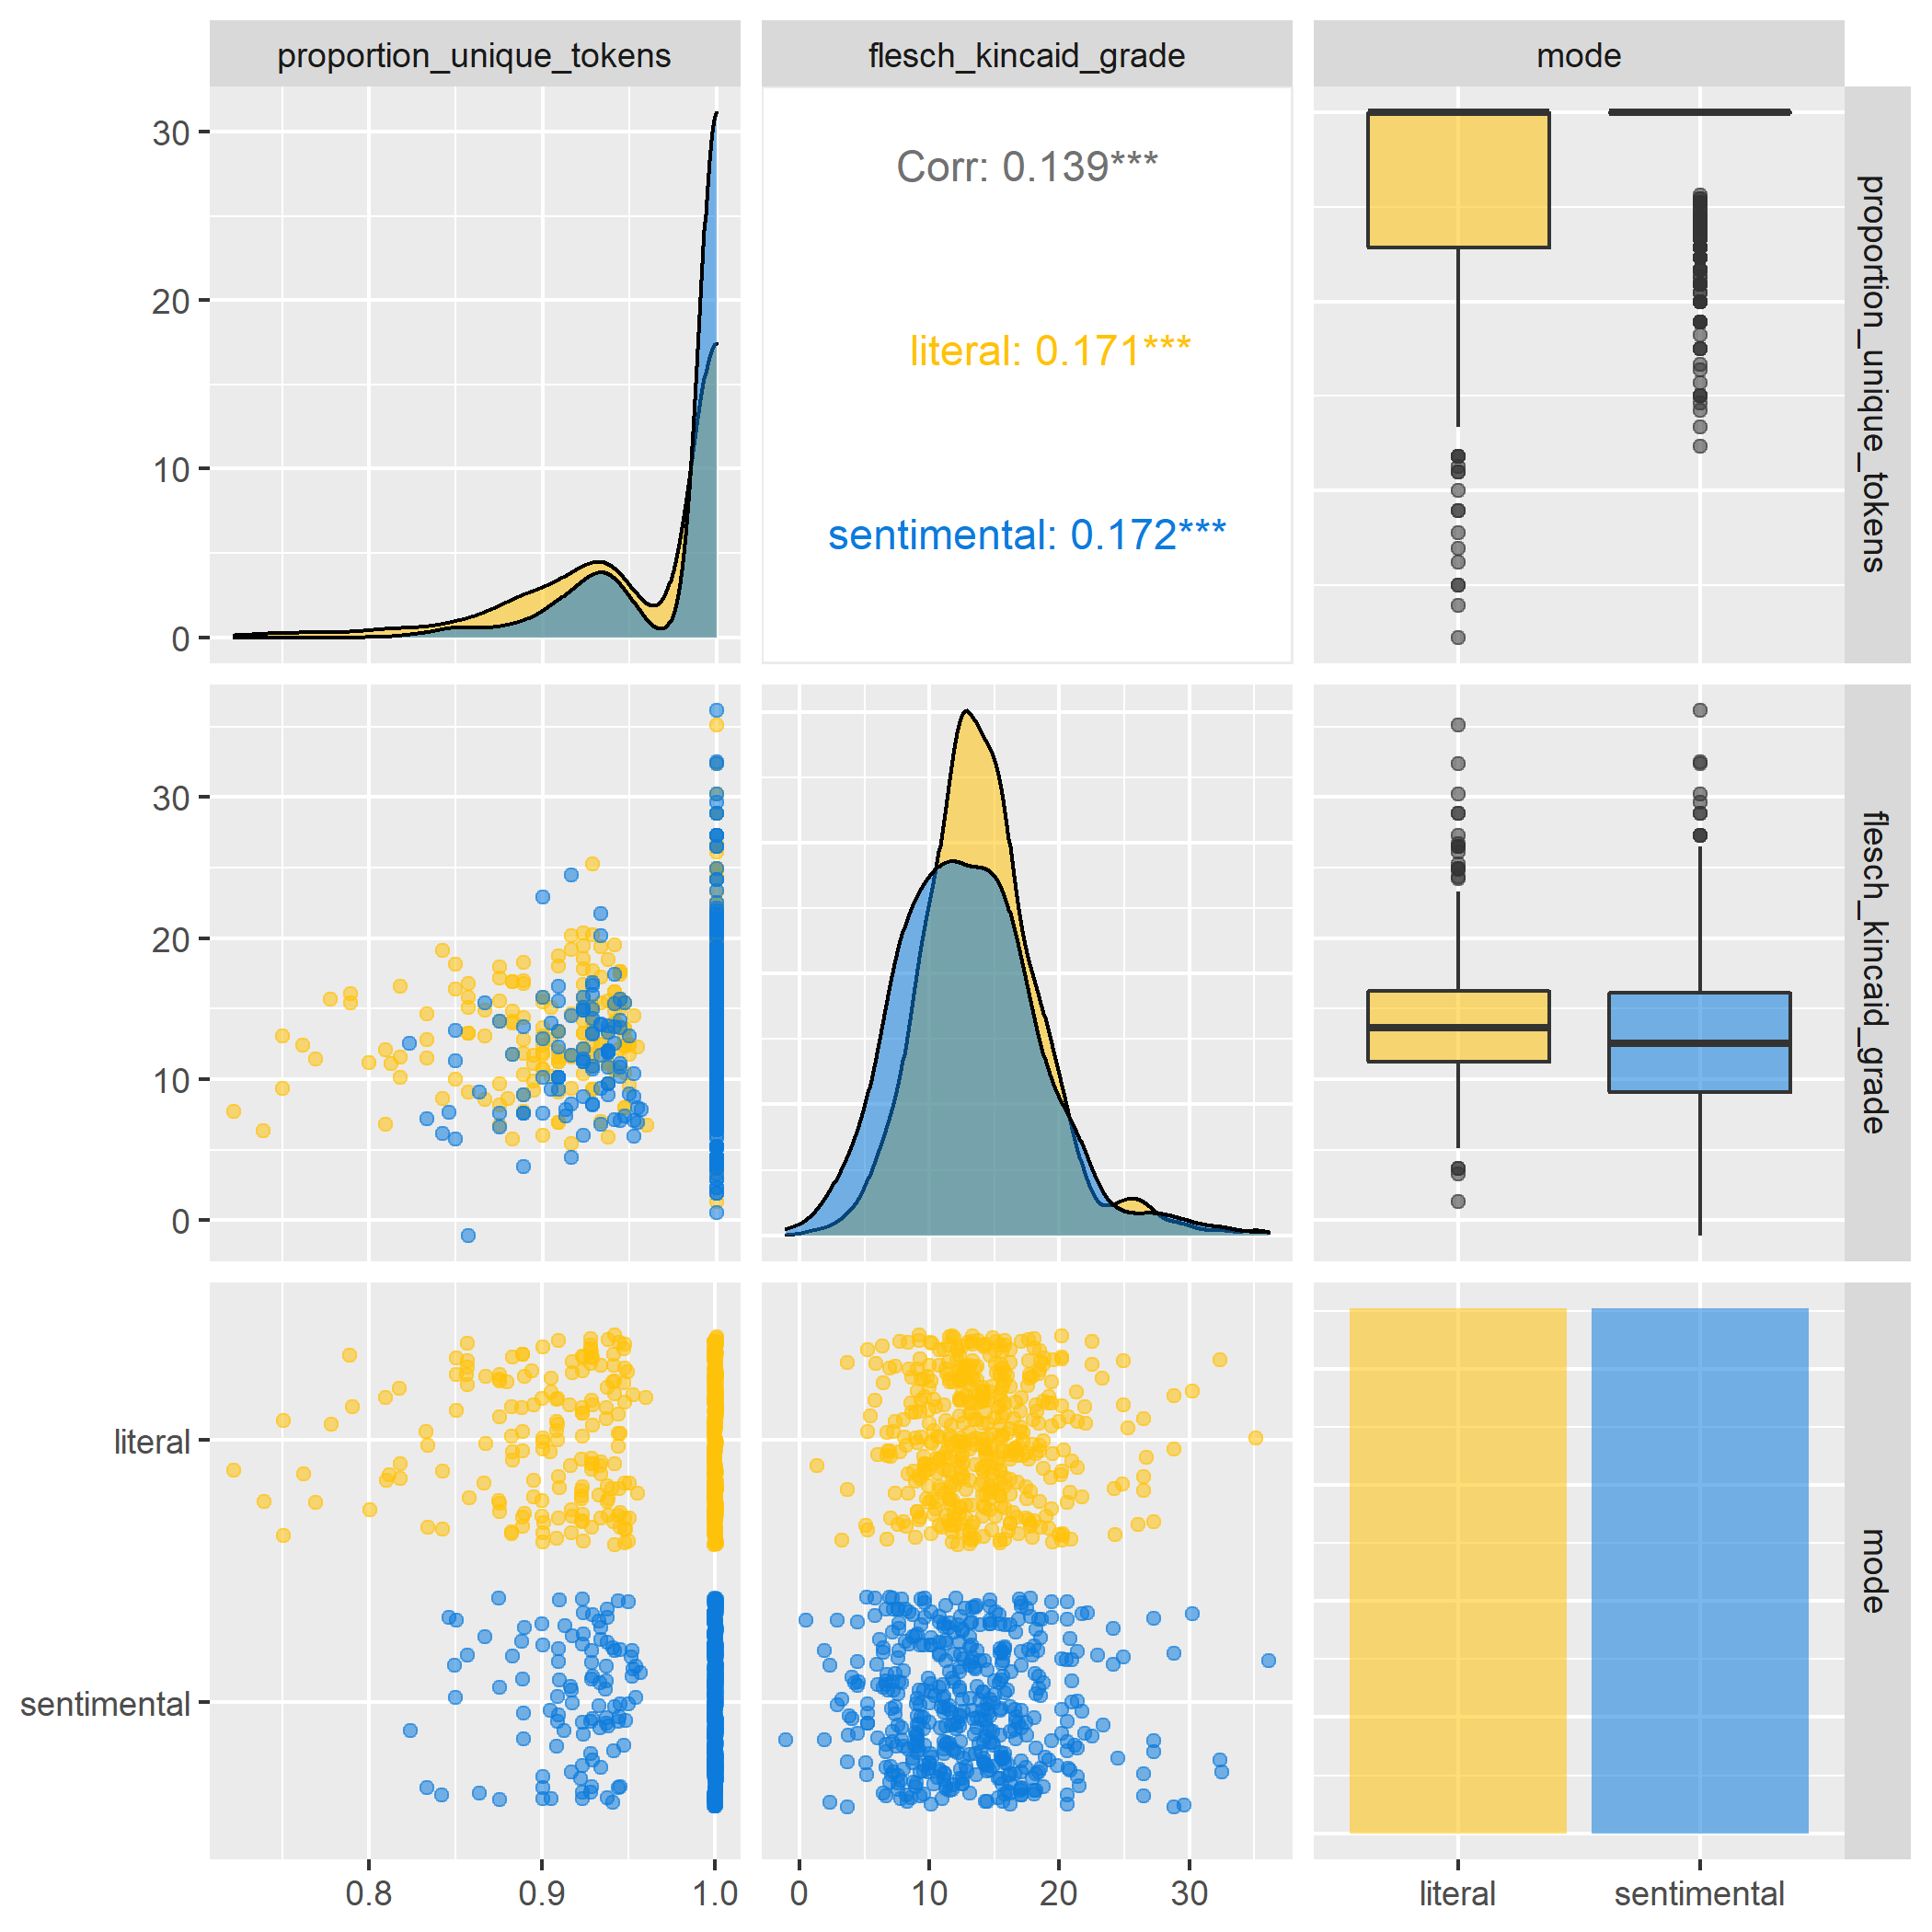 proportion_unique_tokens
flesch_kincaid_grade
mode
30
20
10
0
Corr: 0.139***
literal: 0.171***
sentimental: 0.172***
proportion_unique_tokens
30
20
10
0
flesch_kincaid_grade
literal
sentimental
mode
0.8 0.9 1.0
0 10 20 30
literal sentimental